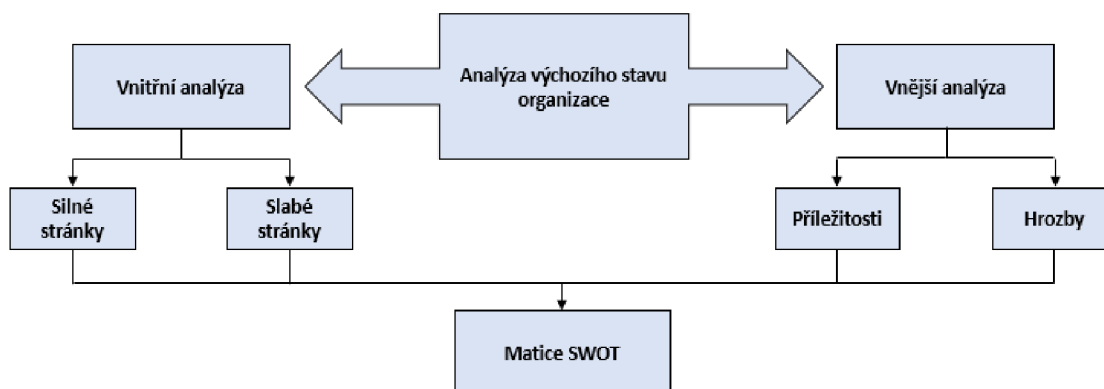 Vnitřní analýza
Analýza výchozího stavu
organizace
Vnější analýza
Silné
stránky
Slabé
stránky
Příležitosti
Hrozby
Matice SWOT